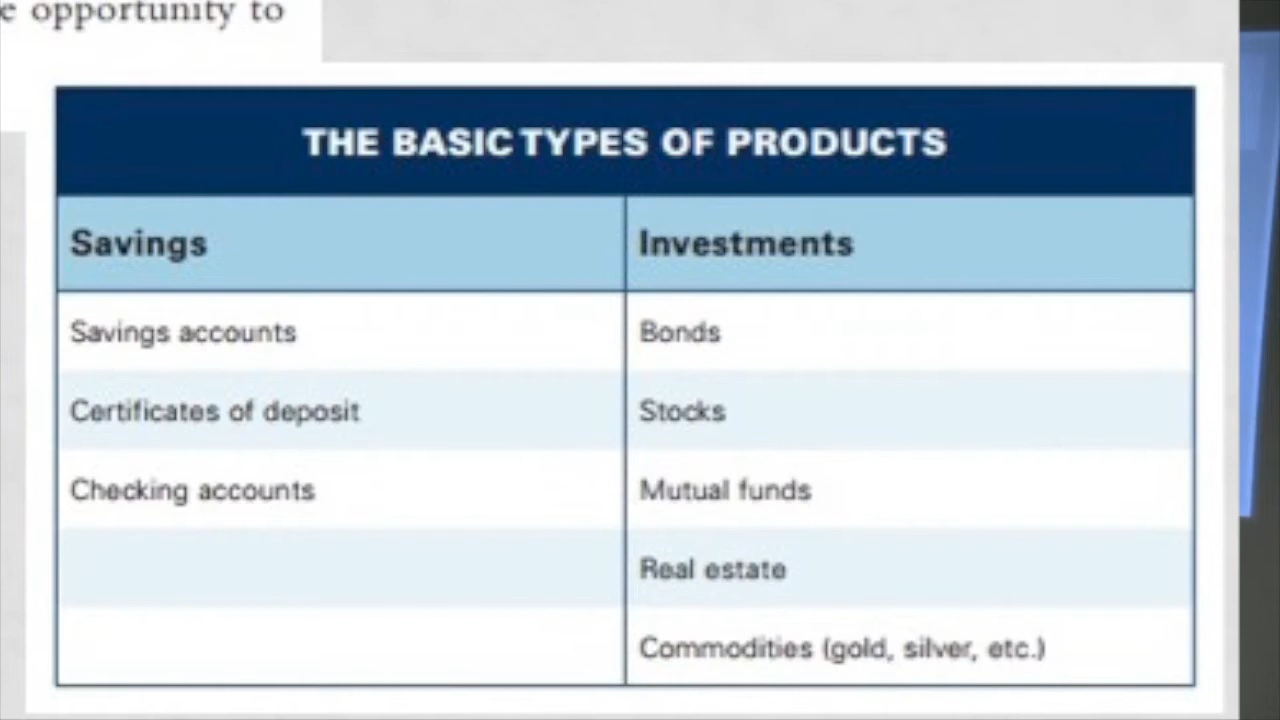 e opportunity to
THE BASIC TYPES OF PRODUCTS
Savings Investments
Savings accounts Bonds
Certificates of deposit Stocks
Checking accounts Mutual funds
Real estate
Commodities (gold, silver, etc.)